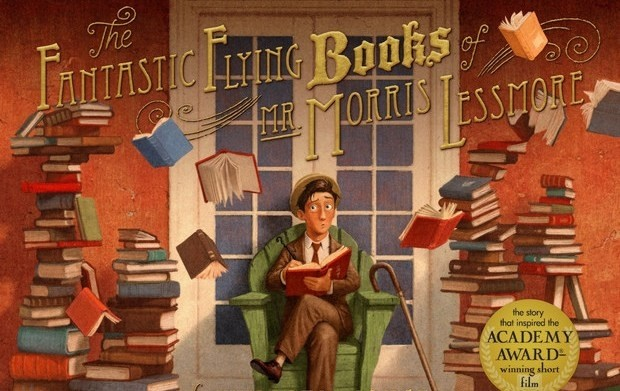 The
Fantastic Flying Books of
Mr Morris Lessmore
the story
that inspired the
ACADEMY
AWARD®
winning short
film